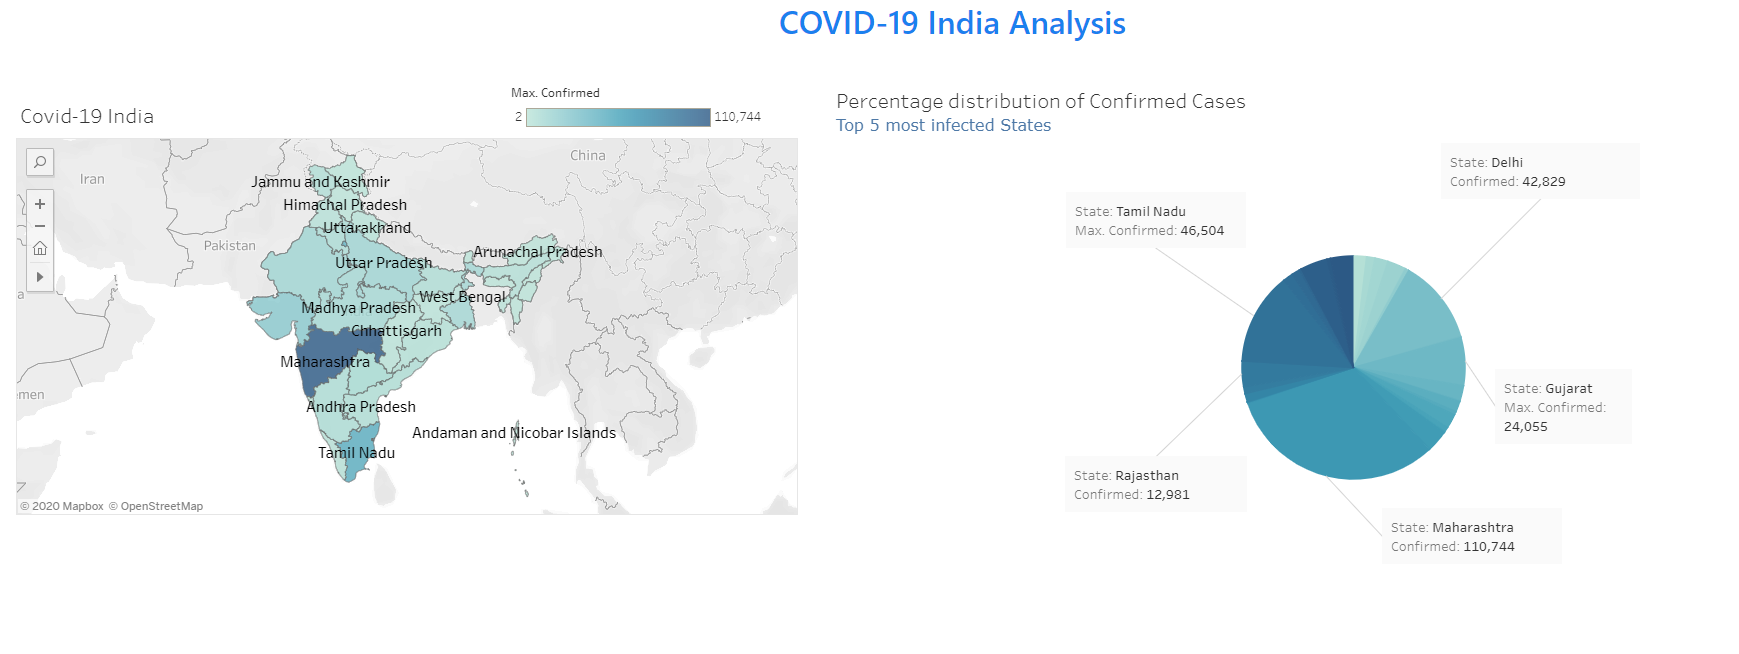 COVID-19 India Analysis
Covid-19 India
Max. Confirmed
2
110,744
Iran
China
Pakistan
a
men
Jammu and Kashmir
Himachal Pradesh
Uttarakhand
Arunachal Pradesh
Uttar Pradesh
West Bengal
Madhya Pradesh
Chhattisgarh
Maharashtra
Andhra Pradesh
Andaman and Nicobar Islands
Tamil Nadu
© 2020 Mapbox © OpenStreetMap
Percentage distribution of Confirmed Cases
Top 5 most infected States
State: Delhi
Confirmed: 42,829
State: Tamil Nadu
Max. Confirmed: 46,504
State: Gujarat
Max. Confirmed:
24,055
State: Rajasthan
Confirmed: 12,981
State: Maharashtra
Confirmed: 110,744